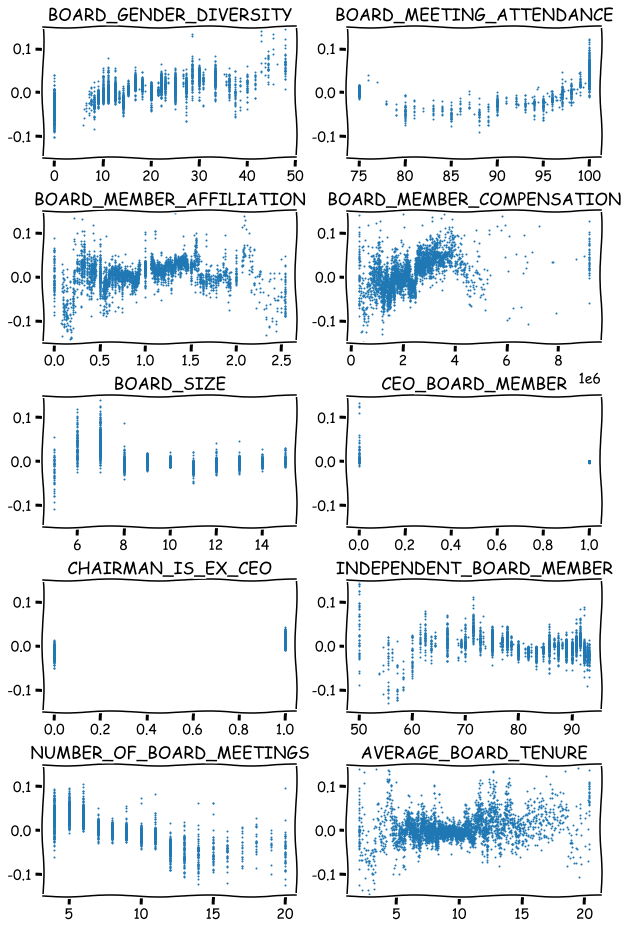 BOARD_GENDER_DIVERSITY BOARD_MEETING_ATTENDANCE
0.1 0.1
0.0 0.0
-0.1 -0.1
0 10 20 30 40 50 75 80 85 90 95 100
BOARD_MEMBER_AFFILIATION BOARD_MEMBER_COMPENSATION
0.1 0.1
0.0 0.0
-0.1 -0.1
0.0 0.5 1.0 1.5 2.0 2.5 0 2 4 6 8
BOARD_SIZE CEO_BOARD_MEMBER 1e6
0.1 0.1
0.0 0.0
-0.1 -0.1
6 8 10 12 14 0.0 0.2 0.4 0.6 0.8 1.0
CHAIRMAN_IS_EX_CEO INDEPENDENT_BOARD_MEMBER
0.1 0.1
0.0 0.0
-0.1 -0.1
0.0 0.2 0.4 0.6 0.8 1.0 50 60 70 80 90
NUMBER_OF_BOARD_MEETINGS AVERAGE_BOARD_TENURE
0.1 0.1
0.0 0.0
-0.1 -0.1
5 10 15 20 5 10 15 20